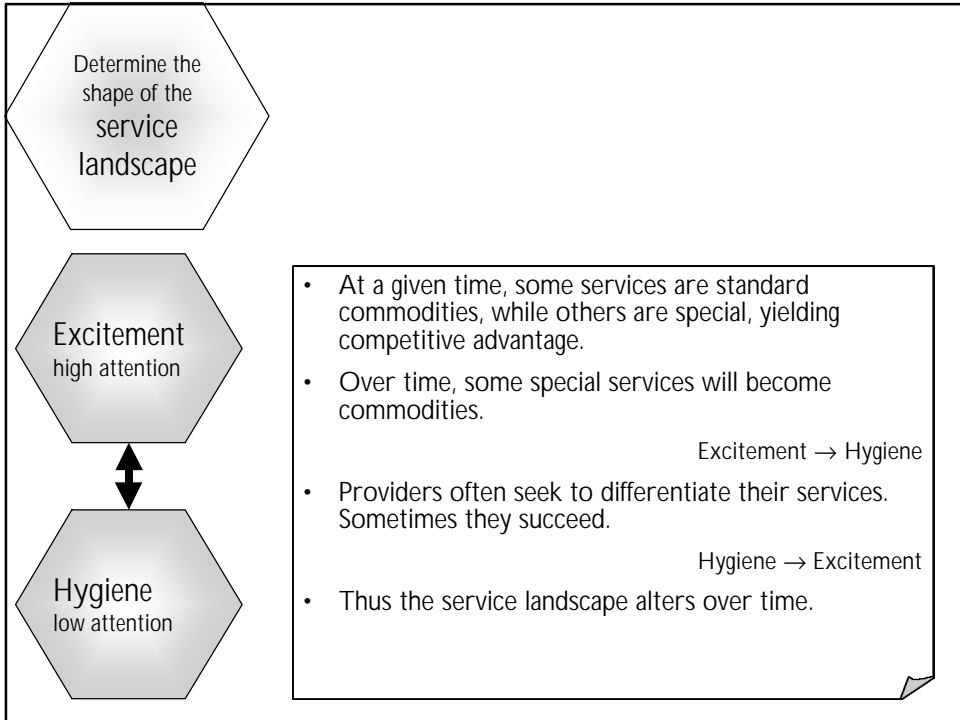 Determine the
shape of the
service
landscape
Excitement
high attention
Hygiene
low attention
• At a given time, some services are standard
commodities, while others are special, yielding
competitive advantage.
• Over time, some special services will become
commodities.
Excitement → Hygiene
• Providers often seek to differentiate their services.
Sometimes they succeed.
Hygiene → Excitement
• Thus the service landscape alters over time.